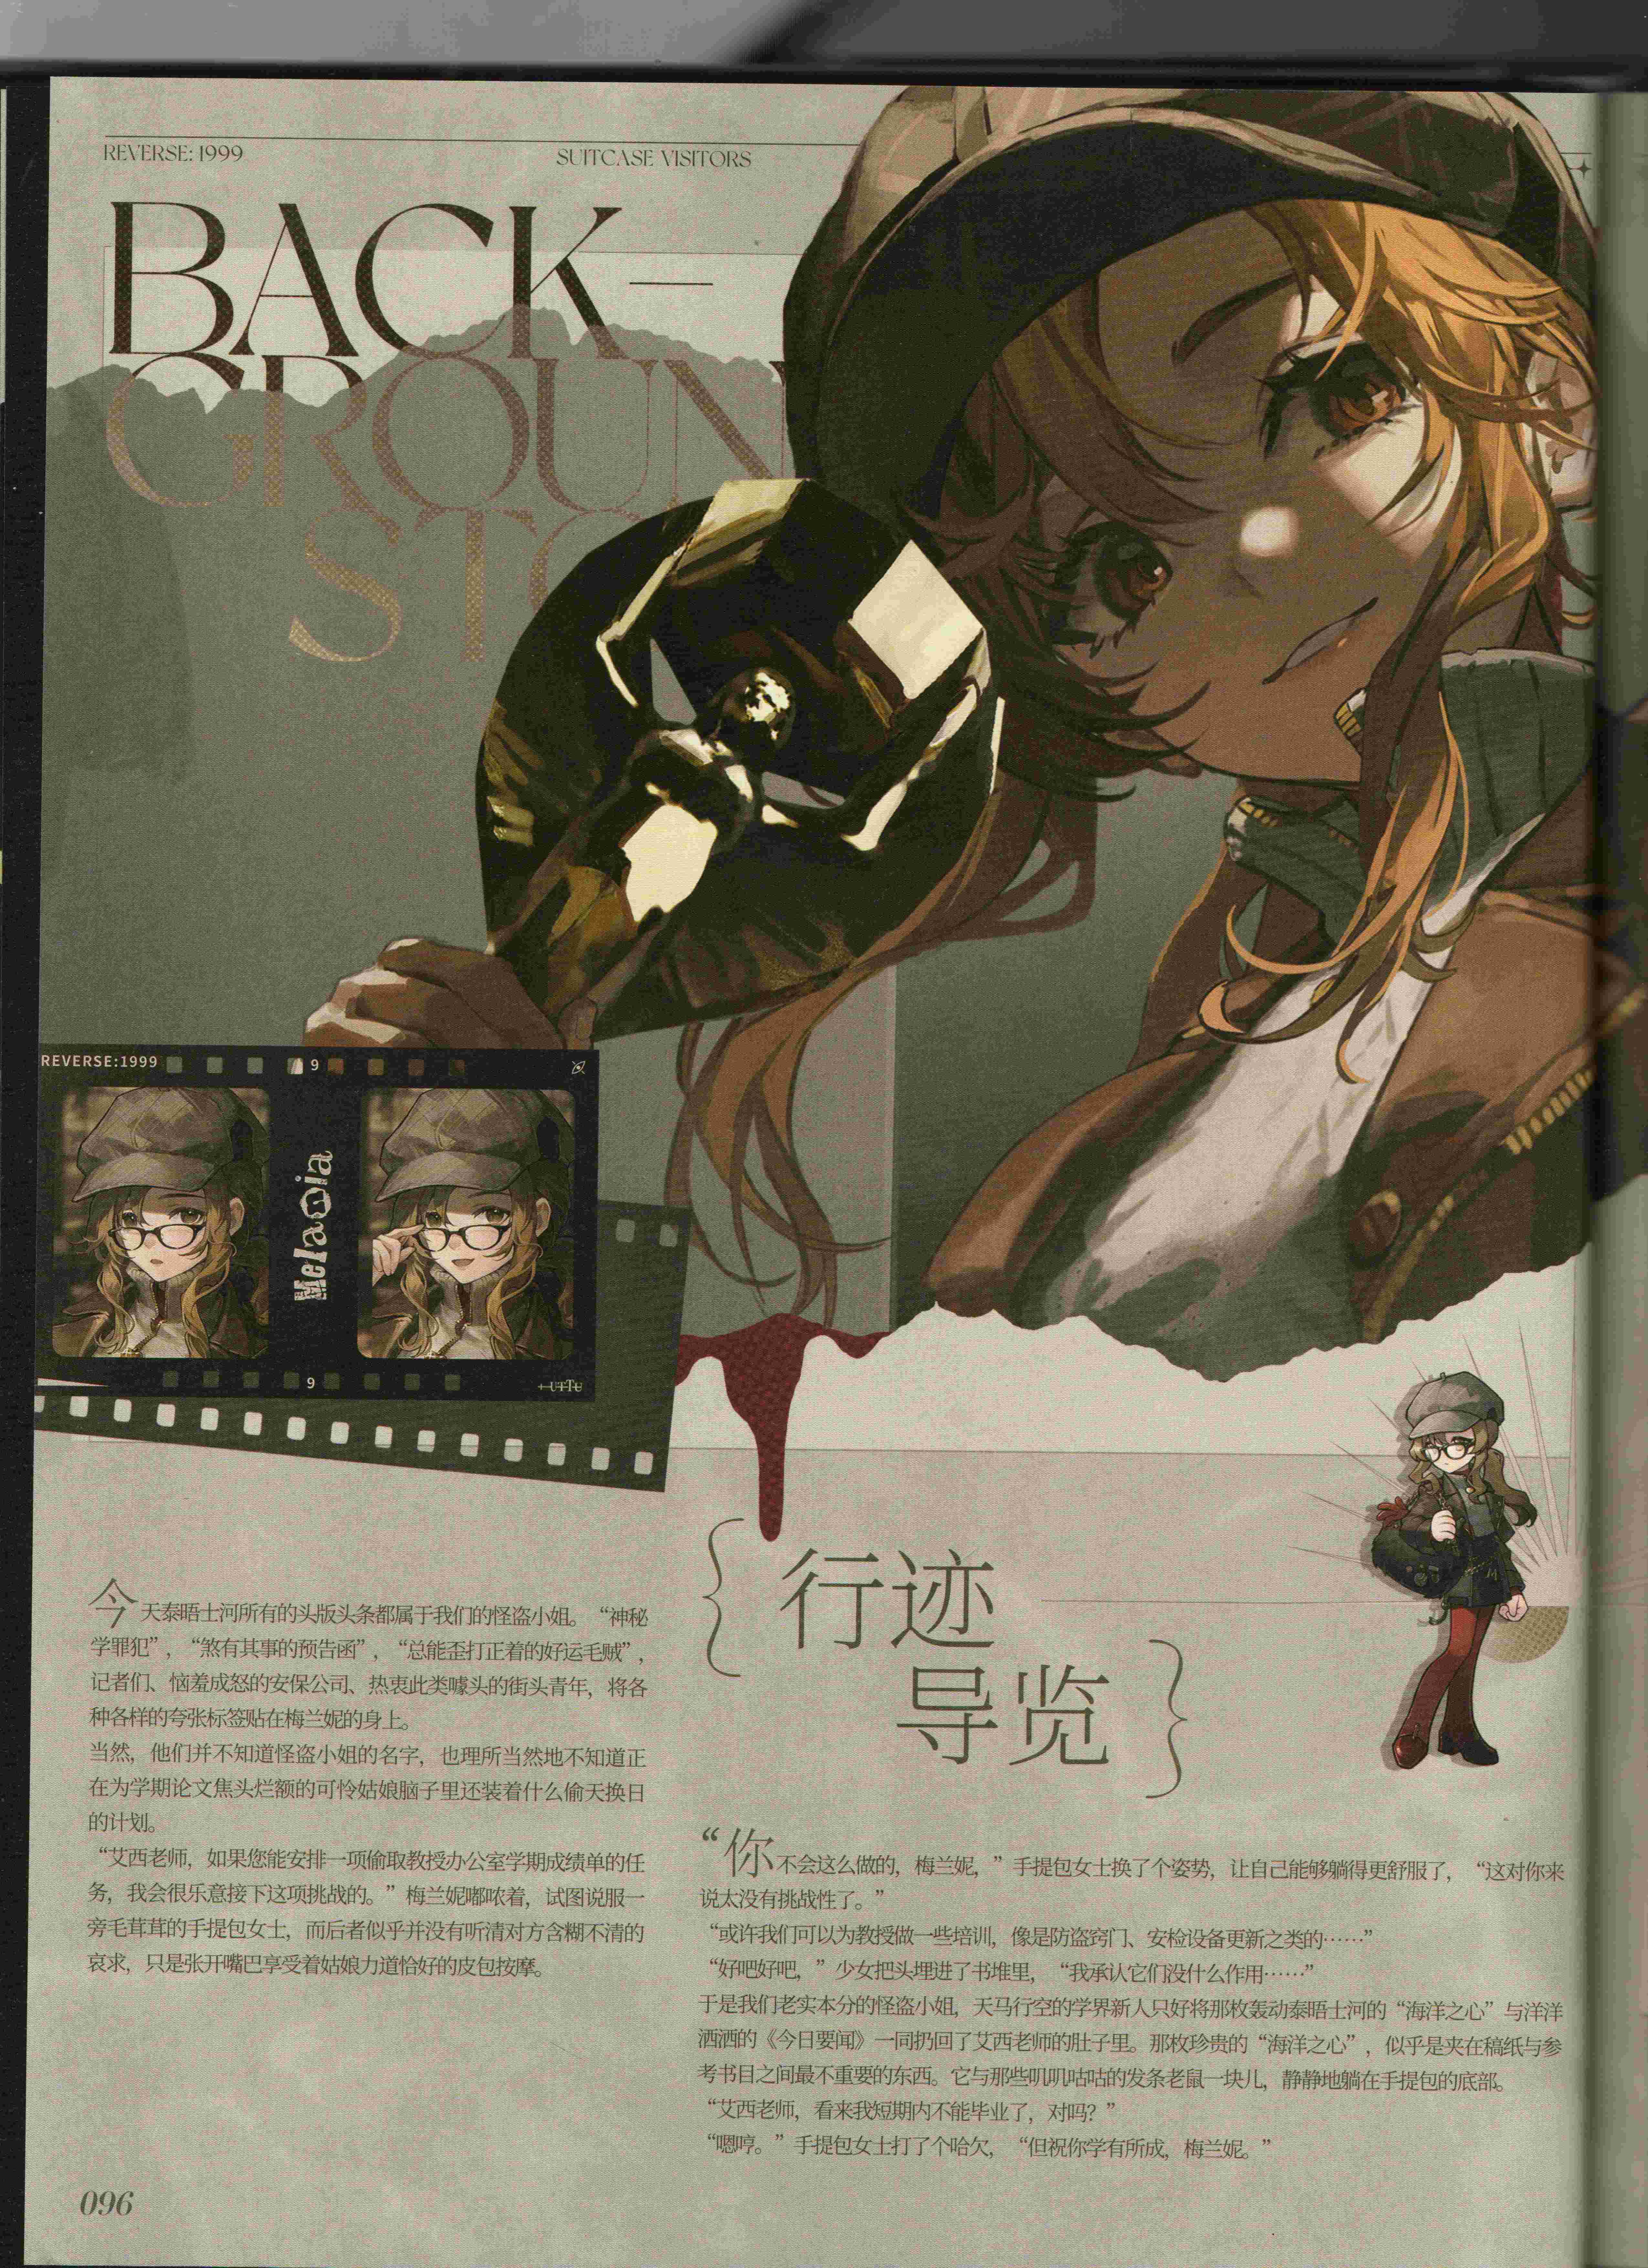 REVERSE: 1999
SUITCASE VISITORS
BACK—
GROUN
ST
REVERSE:1999
9
Melania
9
UTTU
行迹
导览
今天泰晤士河所有的头版头条都属于我们的怪盗小姐。“神秘
学罪犯”，“煞有其事的预告函”，“总能歪打正着的好运毛贼”，
记者们、恼羞成怒的安保公司、热衷此类噱头的街头青年，将各
种各样的夸张标签贴在梅兰妮的身上。
当然，他们并不知道怪盗小姐的名字，也理所当然地不知道正
在为学期论文焦头烂额的可怜姑娘脑子里还装着什么偷天换日
的计划。
“艾西老师，如果您能安排一项偷取教授办公室学期成绩单的任
务，我会很乐意接下这项挑战的。”梅兰妮嘟哝着，试图说服一
旁毛茸茸的手提包女士，而后者似乎并没有听清对方含糊不清的
哀求，只是张开嘴巴享受着姑娘力道恰好的皮包按摩。
“你不会这么做的，梅兰妮，”手提包女士换了个姿势，让自己能够躺得更舒服了，“这对你来
说太没有挑战性了。”
“或许我们可以为教授做一些培训，像是防盗窍门、安检设备更新之类的……”
“好吧好吧，”少女把头埋进了书堆里，“我承认它们没什么作用……”
于是我们老实本分的怪盗小姐，天马行空的学界新人只好将那枚轰动泰晤士河的“海洋之心”与洋洋
洒洒的《今日要闻》一同扔回了艾西老师的肚子里。那枚珍贵的“海洋之心”，似乎是夹在稿纸与参
考书目之间最不重要的东西。它与那些叽叽咕咕的发条老鼠一块儿，静静地躺在手提包的底部。
“艾西老师，看来我短期内不能毕业了，对吗？”
“嗯哼。”手提包女士打了个哈欠，“但祝你学有所成，梅兰妮。”
096